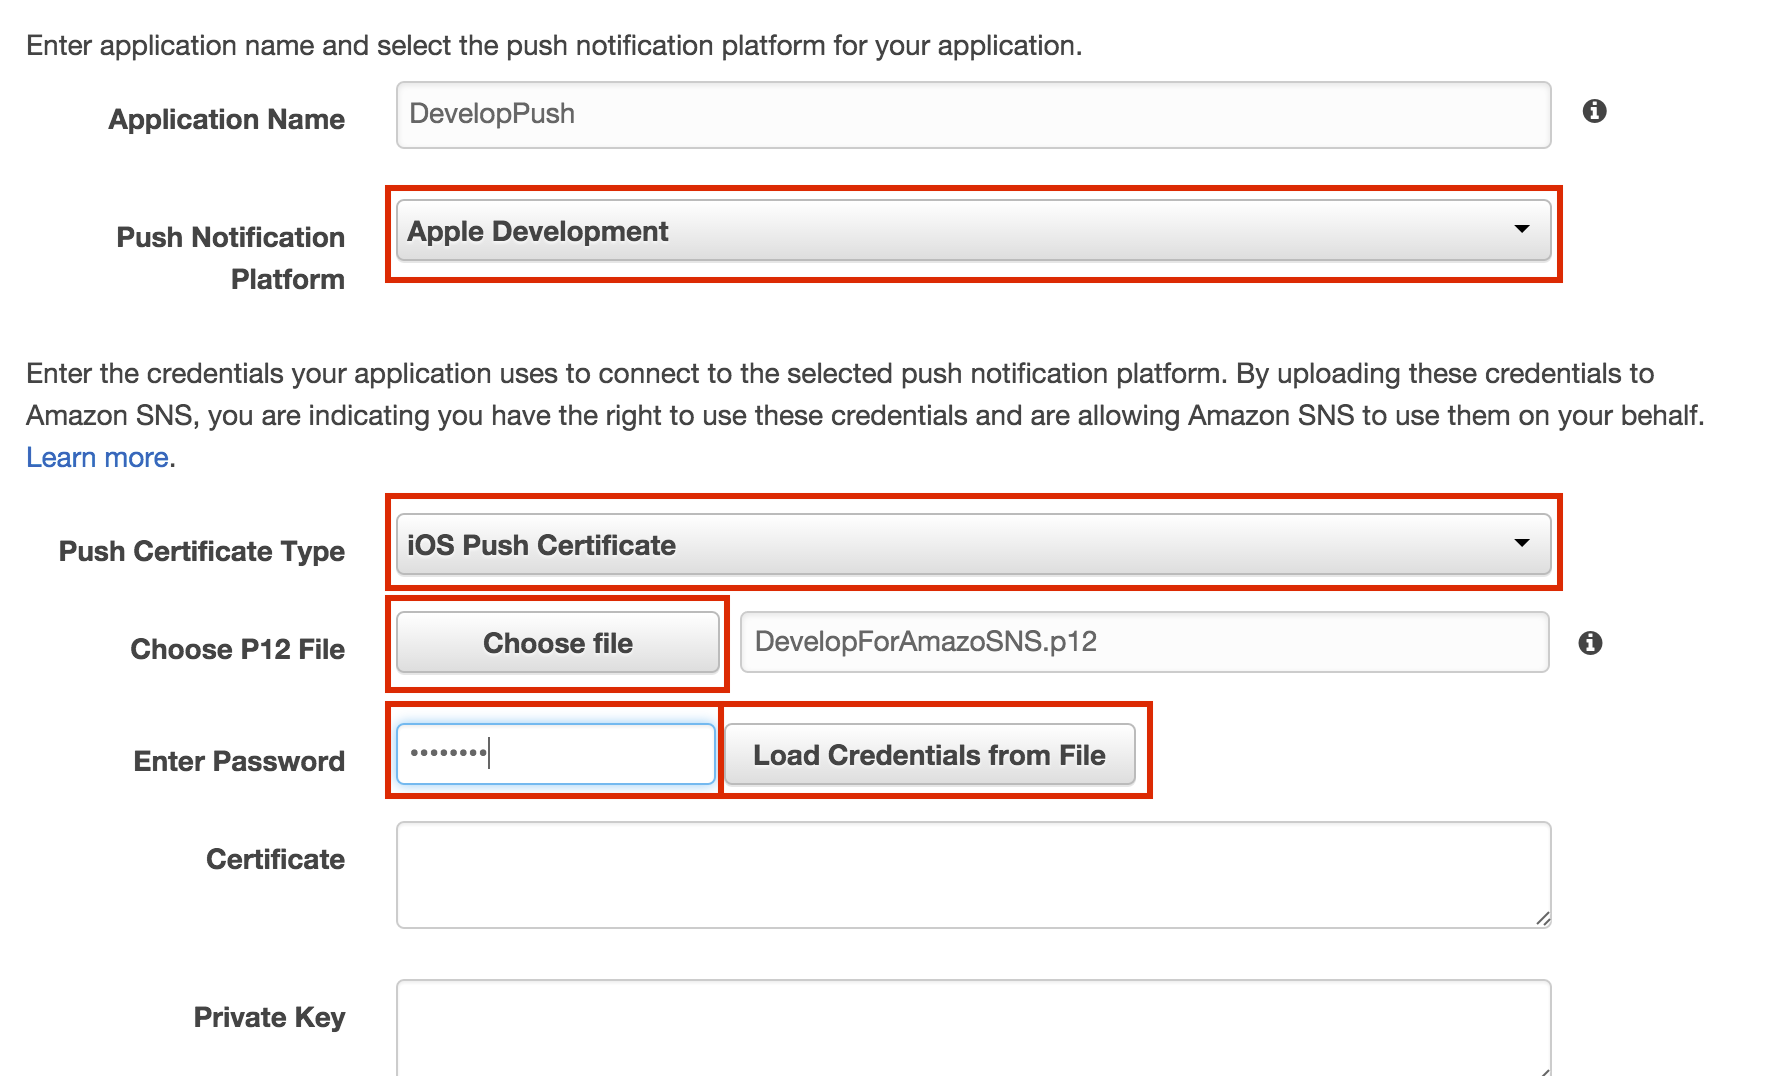 Enter application name and select the push notification platform for your application.
Application Name
DevelopPush
Push Notification
Platform
Apple Development
Enter the credentials your application uses to connect to the selected push notification platform. By uploading these credentials to
Amazon SNS, you are indicating you have the right to use these credentials and are allowing Amazon SNS to use them on your behalf.
Learn more.
Push Certificate Type
iOS Push Certificate
Choose P12 File
Choose file
DevelopForAmazoSNS.p12
Enter Password
••••••••
Load Credentials from File
Certificate
Private Key